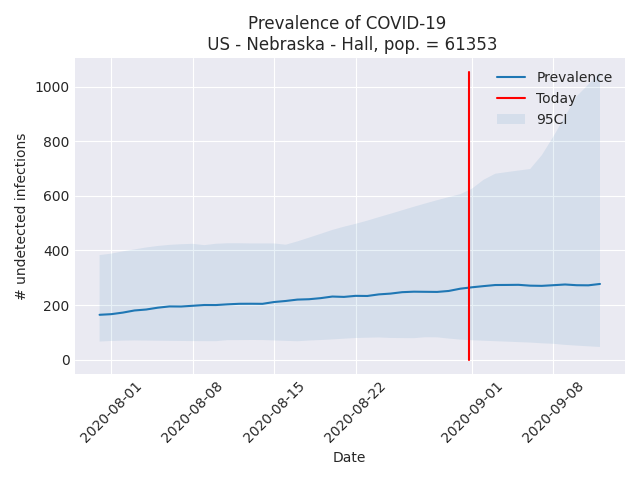 Prevalence of COVID-19
US - Nebraska - Hall, pop. = 61353
Prevalence
Today
95CI
1000
800
600
400
200
0
# undetected infections
2020-08-01
2020-08-08
2020-08-15
2020-08-22
2020-09-01
2020-09-08
Date